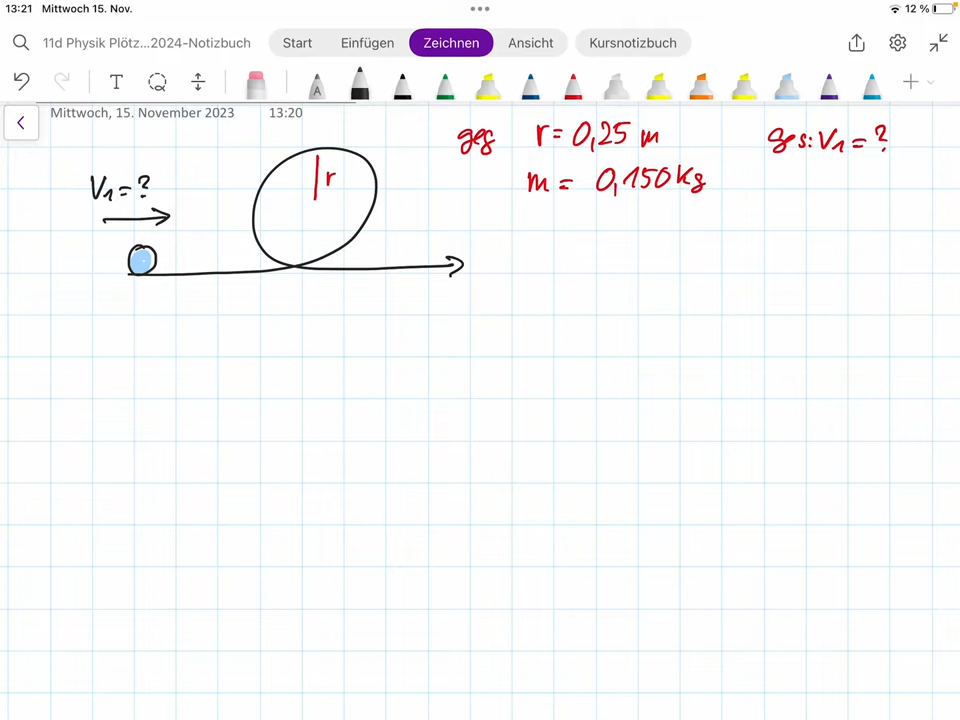 13:21 Mittwoch 15. Nov.
12 %
11d Physik Plötz...2024-Notizbuch
Start
Einfügen
Zeichnen
Ansicht
Kursnotizbuch
T
A
Mittwoch, 15. November 2023
13:20
geg r = 0,25 m
ges: V1 = ?
m = 0,150 Kg
V1 = ?
r